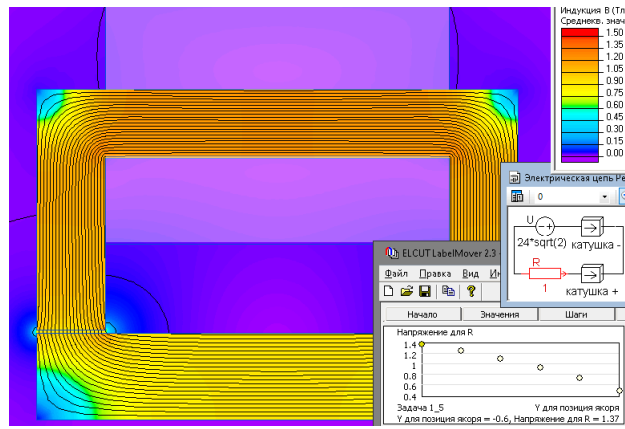 Индукция B (Тл
Среднекв. знач
1.50
1.35
1.20
1.05
0.90
0.75
0.60
0.45
0.30
0.15
0.00
Электрическая цепь Ре
0
U
24*sqrt(2) катушка -
R
1 катушка +
ELCUT LabelMover 2.3 -
Файл Правка Вид Ин
Начало Значения Шаги
Напряжение для R
1.4
1.2
1
0.8
0.6
0.4
Задача 1_5 Y для позиция якоря
Y для позиция якоря = -0.6, Напряжение для R = 1.37